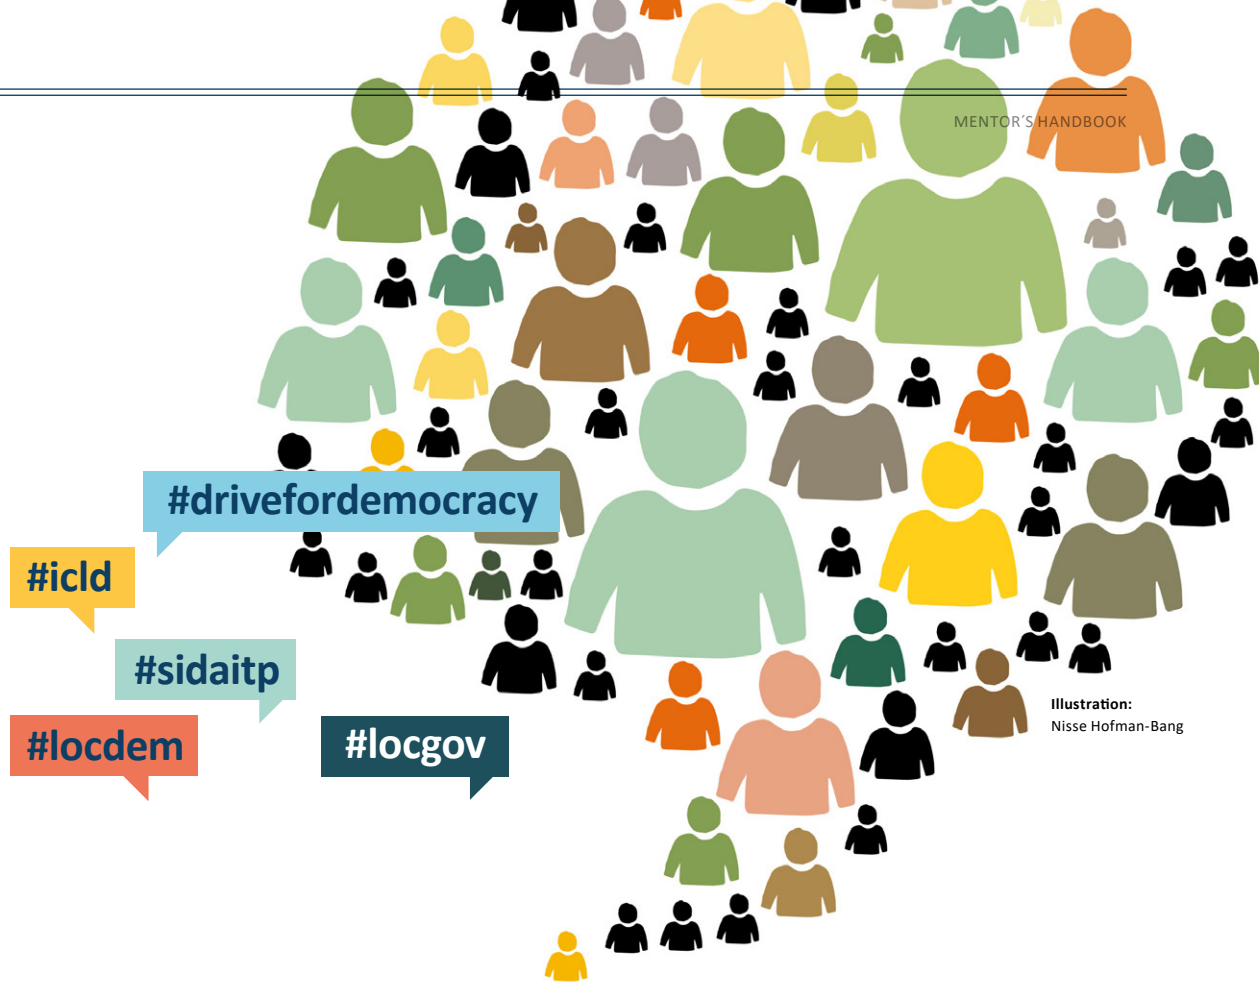 MENTOR´S HANDBOOK
#drivefordemocracy
#icld
#sidaitp
#locdem
#locgov
Illustration:
Nisse Hofman-Bang